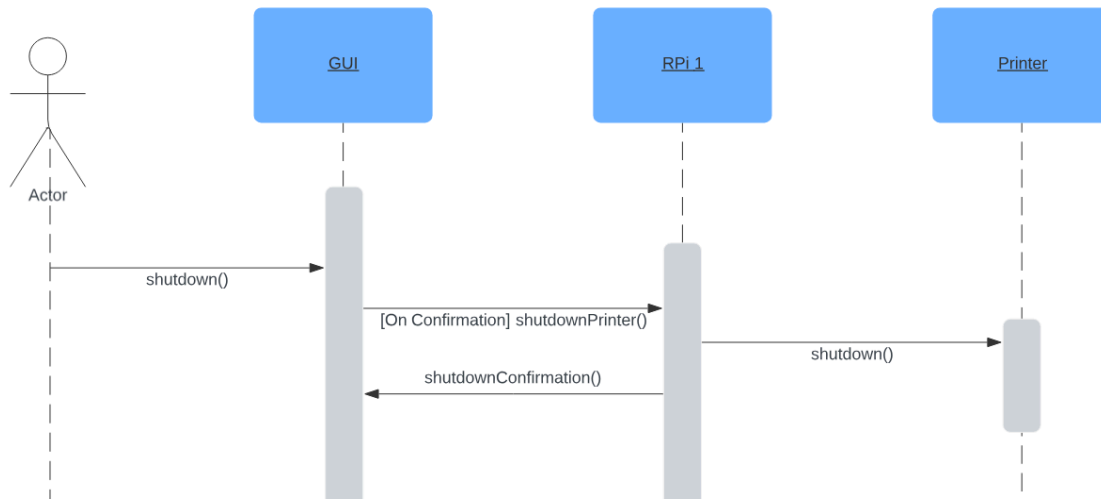 GUI
RPi 1
Printer
Actor
shutdown()
[On Confirmation] shutdownPrinter()
shutdown()
shutdownConfirmation()